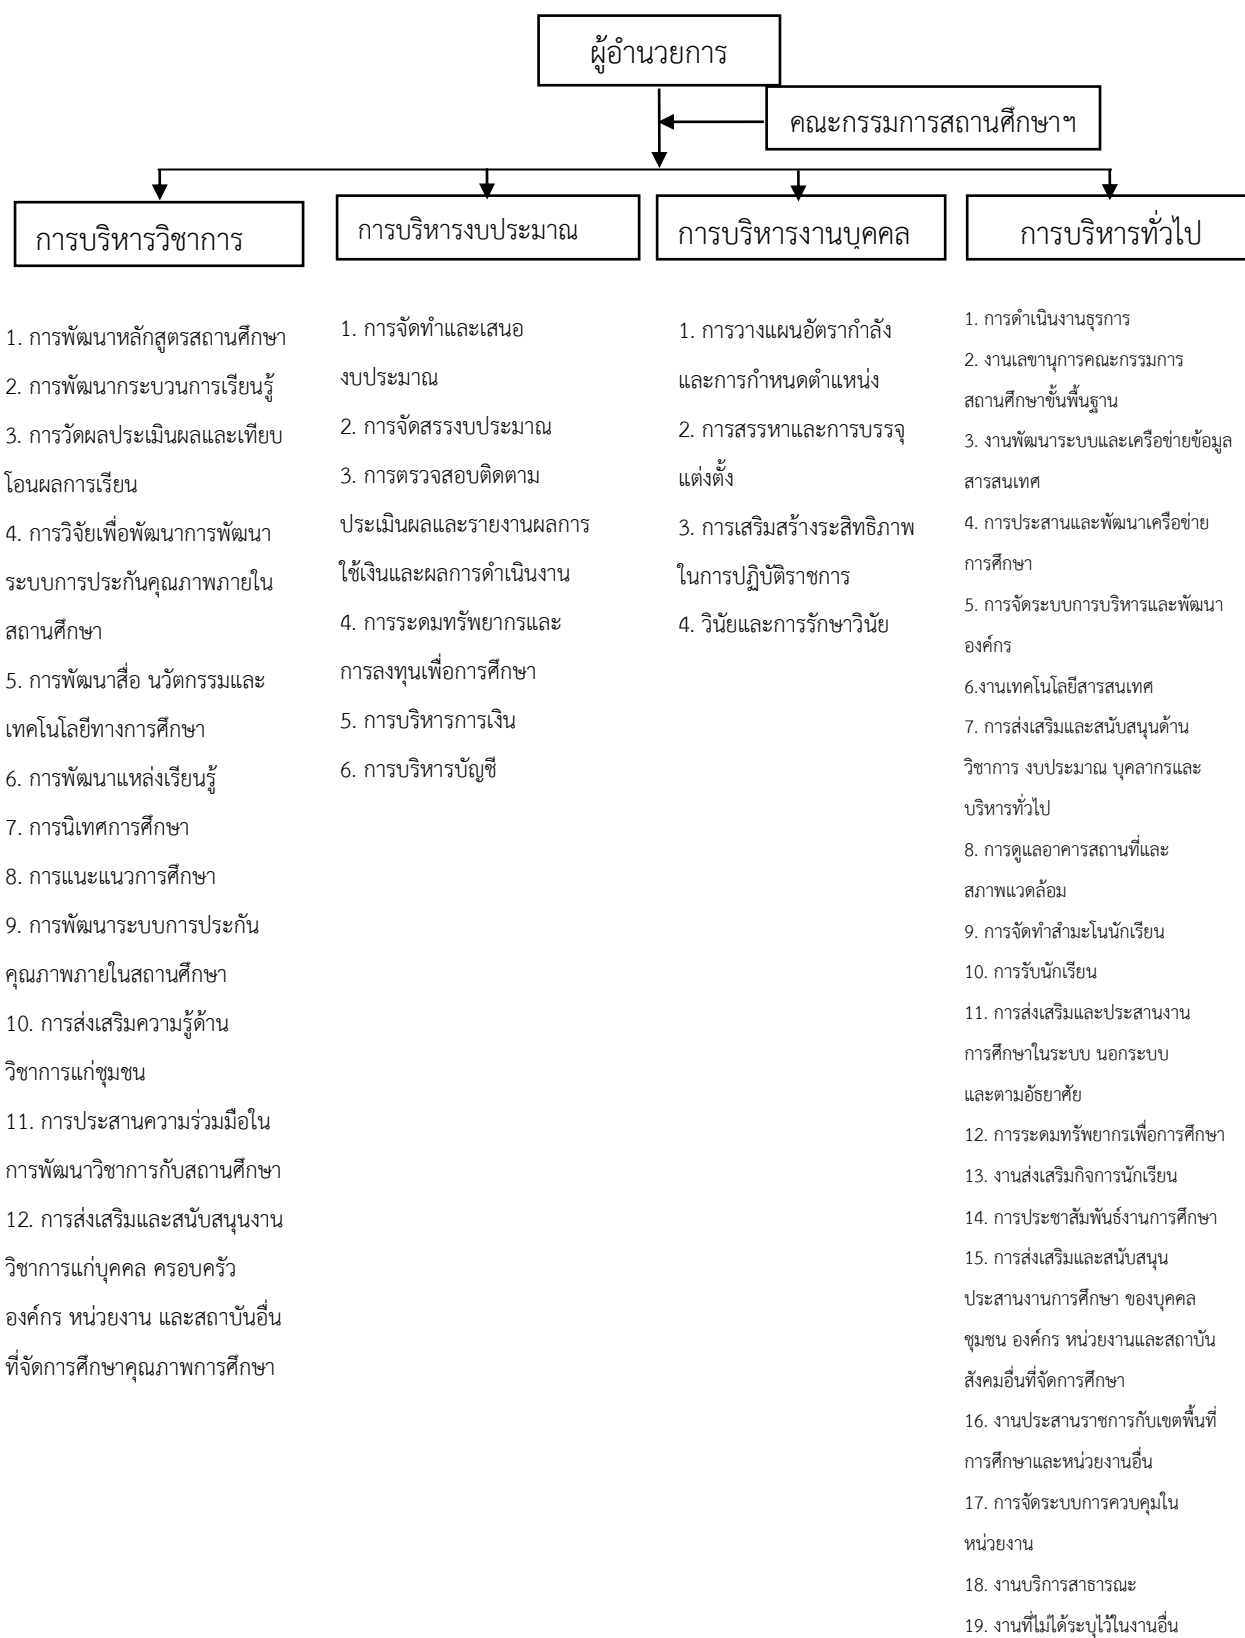 ผู้อำนวยการ
คณะกรรมการสถานศึกษาฯ
การบริหารวิชาการ
การบริหารงบประมาณ
การบริหารงานบุคคล
การบริหารทั่วไป
1. การพัฒนาหลักสูตรสถานศึกษา
2. การพัฒนากระบวนการเรียนรู้
3. การวัดผลประเมินผลและเทียบ
โอนผลการเรียน
4. การวิจัยเพื่อพัฒนาการพัฒนา
ระบบการประกันคุณภาพภายใน
สถานศึกษา
5. การพัฒนาสื่อ นวัตกรรมและ
เทคโนโลยีทางการศึกษา
6. การพัฒนาแหล่งเรียนรู้
7. การนิเทศการศึกษา
8. การแนะแนวการศึกษา
9. การพัฒนาระบบการประกัน
คุณภาพภายในสถานศึกษา
10. การส่งเสริมความรู้ด้าน
วิชาการแก่ชุมชน
11. การประสานความร่วมมือใน
การพัฒนาวิชาการกับสถานศึกษา
12. การส่งเสริมและสนับสนุนงาน
วิชาการแก่บุคคล ครอบครัว
องค์กร หน่วยงาน และสถาบันอื่น
ที่จัดการศึกษาคุณภาพการศึกษา
1. การจัดทำและเสนอ
งบประมาณ
2. การจัดสรรงบประมาณ
3. การตรวจสอบติดตาม
ประเมินผลและรายงานผลการ
ใช้เงินและผลการดำเนินงาน
4. การระดมทรัพยากรและ
การลงทุนเพื่อการศึกษา
5. การบริหารการเงิน
6. การบริหารบัญชี
1. การวางแผนอัตรากำลัง
และการกำหนดตำแหน่ง
2. การสรรหาและการบรรจุ
แต่งตั้ง
3. การเสริมสร้างระสิทธิภาพ
ในการปฏิบัติราชการ
4. วินัยและการรักษาวินัย
1. การดำเนินงานธุรการ
2. งานเลขานุการคณะกรรมการ
สถานศึกษาขั้นพื้นฐาน
3. งานพัฒนาระบบและเครือข่ายข้อมูล
สารสนเทศ
4. การประสานและพัฒนาเครือข่าย
การศึกษา
5. การจัดระบบการบริหารและพัฒนา
องค์กร
6.งานเทคโนโลยีสารสนเทศ
7. การส่งเสริมและสนับสนุนด้าน
วิชาการ งบประมาณ บุคลากรและ
บริหารทั่วไป
8. การดูแลอาคารสถานที่และ
สภาพแวดล้อม
9. การจัดทำสำมะโนนักเรียน
10. การรับนักเรียน
11. การส่งเสริมและประสานงาน
การศึกษาในระบบ นอกระบบ
และตามอัธยาศัย
12. การระดมทรัพยากรเพื่อการศึกษา
13. งานส่งเสริมกิจการนักเรียน
14. การประชาสัมพันธ์งานการศึกษา
15. การส่งเสริมและสนับสนุน
ประสานงานการศึกษา ของบุคคล
ชุมชน องค์กร หน่วยงานและสถาบัน
สังคมอื่นที่จัดการศึกษา
16. งานประสานราชการกับเขตพื้นที่
การศึกษาและหน่วยงานอื่น
17. การจัดระบบการควบคุมใน
หน่วยงาน
18. งานบริการสาธารณะ
19. งานที่ไม่ได้ระบุไว้ในงานอื่น